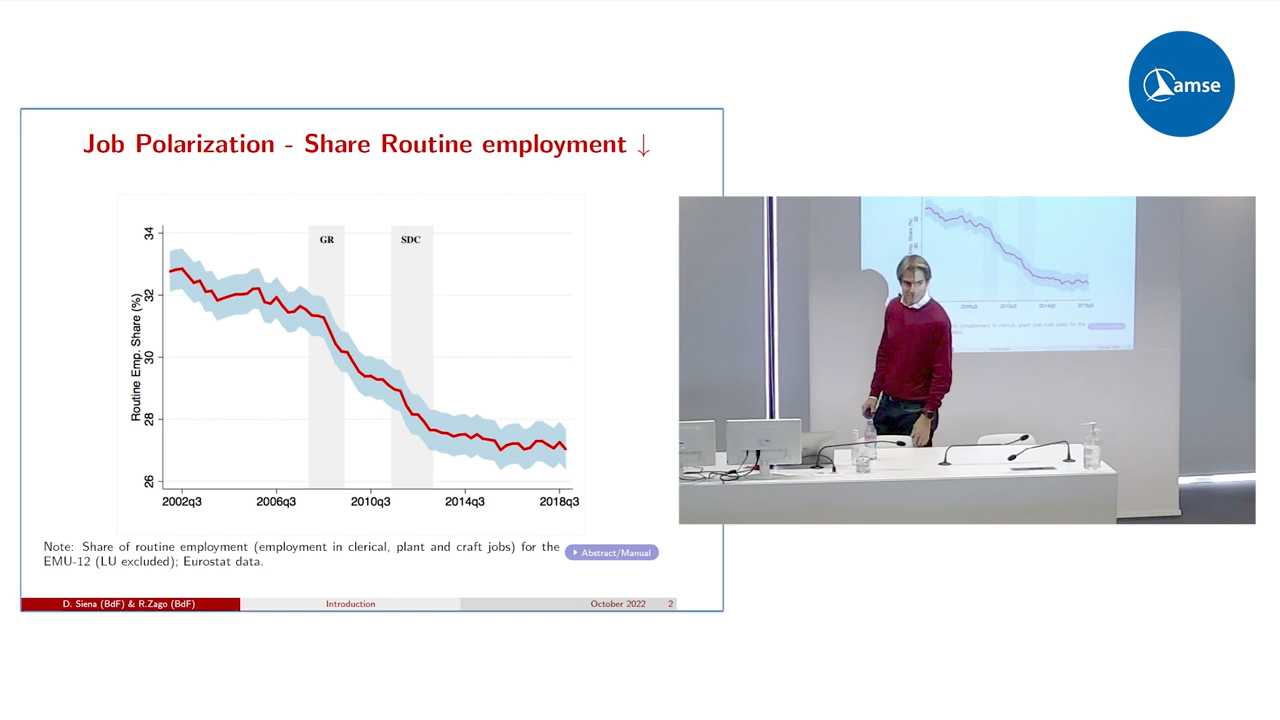 amse
Job Polarization - Share Routine employment ↓
GR
SDC
34
32
30
28
26
Routine Emp. Share (%)
2002q3
2006q3
2010q3
2014q3
2018q3
Note: Share of routine employment (employment in clerical, plant and craft jobs) for the
EMU-12 (LU excluded); Eurostat data.
Abstract/Manual
D. Siena (BdF) & R.Zago (BdF)
Introduction
October 2022
2